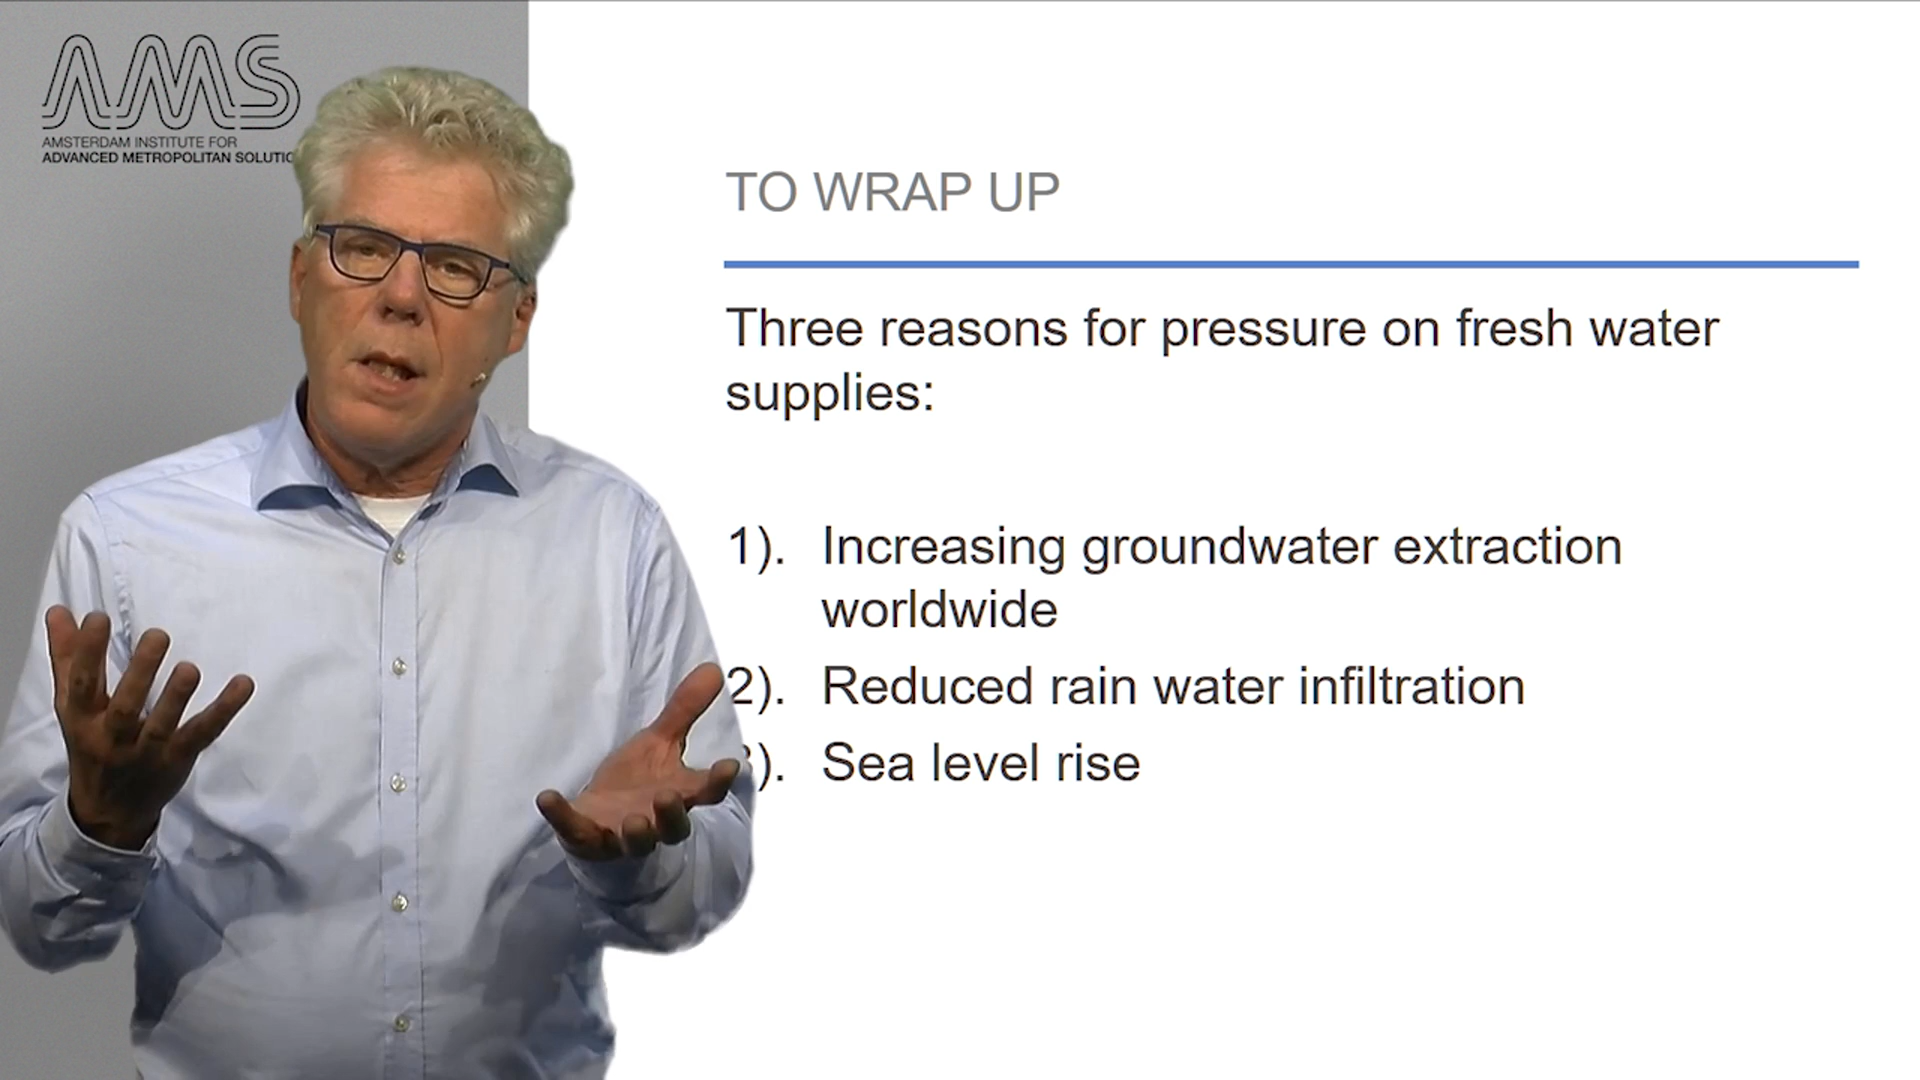 AMS
AMSTERDAM INSTITUTE FOR
ADVANCED METROPOLITAN
TO WRAP UP
Three reasons for pressure on fresh water
supplies:
1). Increasing groundwater extraction
worldwide
2). Reduced rain water infiltration
). Sea level rise